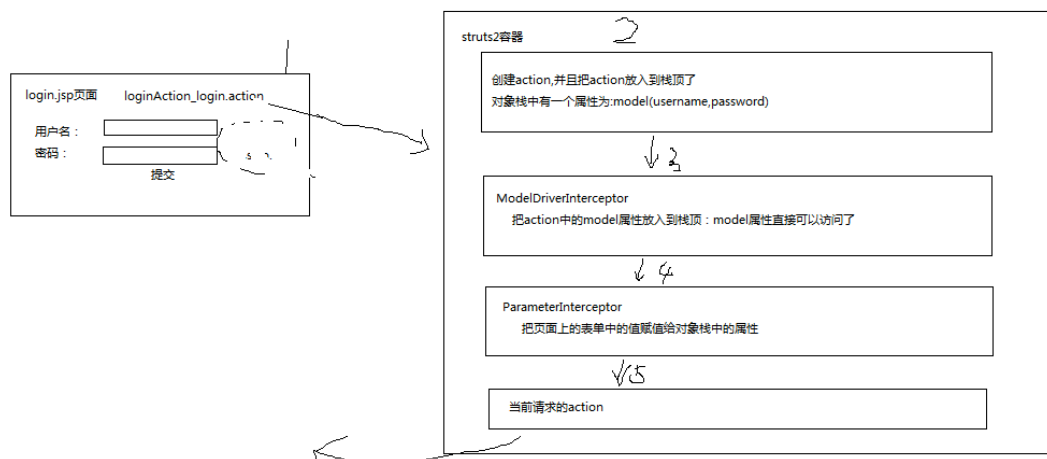 login.jsp页面 loginAction_login.action
用户名：
密码：
提交
struts2容器 2
创建action,并且把action放入到栈顶了
对象栈中有一个属性为:model(username,password)
3
ModelDriverInterceptor
把action中的model属性放入到栈顶：model属性直接可以访问了
4
ParameterInterceptor
把页面上的表单中的值赋值给对象栈中的属性
5
当前请求的action